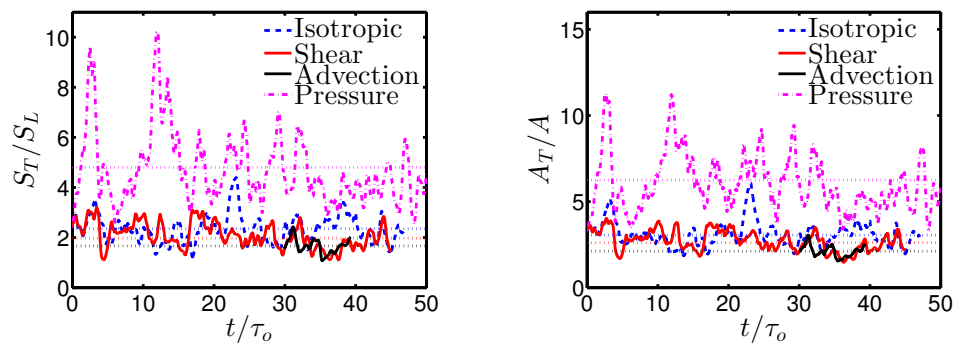 S_T/S_L
10
8
6
4
2
0
0 10 20 30 40 50
t/τ_o
Isotropic
Shear
Advection
Pressure
A_T/A
15
10
5
0
0 10 20 30 40 50
t/τ_o
Isotropic
Shear
Advection
Pressure